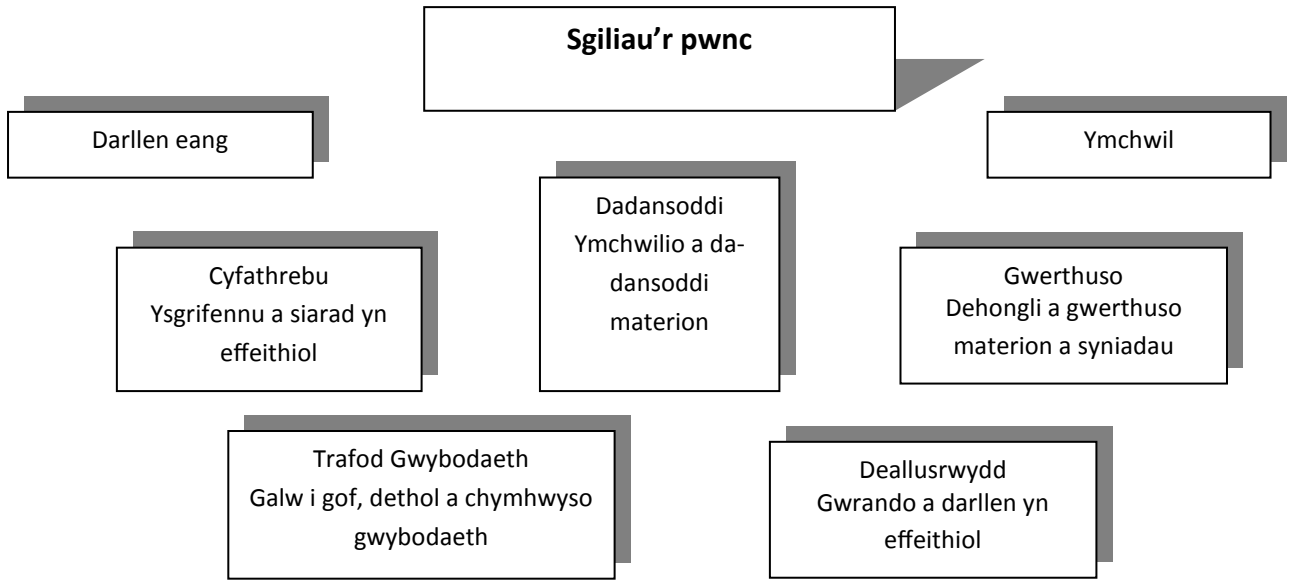 Sgiliau’r pwnc
Darllen eang
Ymchwil
Dadansoddi
Ymchwilio a da-
dansoddi
materion
Cyfathrebu
Ysgrifennu a siarad yn
effeithiol
Gwerthuso
Dehongli a gwerthuso
materion a syniadau
Trafod Gwybodaeth
Galw i gof, dethol a chymhwyso
gwybodaeth
Deallusrwydd
Gwrando a darllen yn
effeithiol